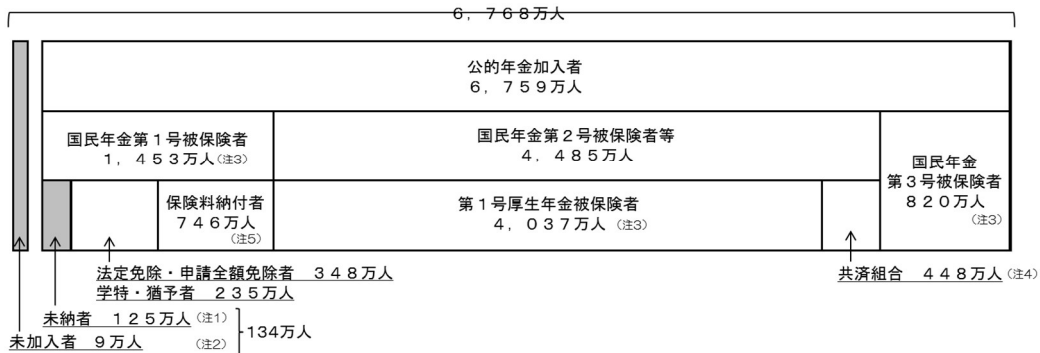 ６，７６８万人
公的年金加入者
６，７５９万人
国民年金第１号被保険者
１，４５３万人（注3）
国民年金第２号被保険者等
４，４８５万人
国民年金
第３号被保険者
８２０万人
（注3）
保険料納付者
７４６万人
（注5）
第１号厚生年金被保険者
４，０３７万人（注3）
法定免除・申請全額免除者　３４８万人
学特・猶予者　２３５万人
共済組合　４４８万人（注4）
未納者　１２５万人（注1）
134万人
未加入者　９万人（注2）